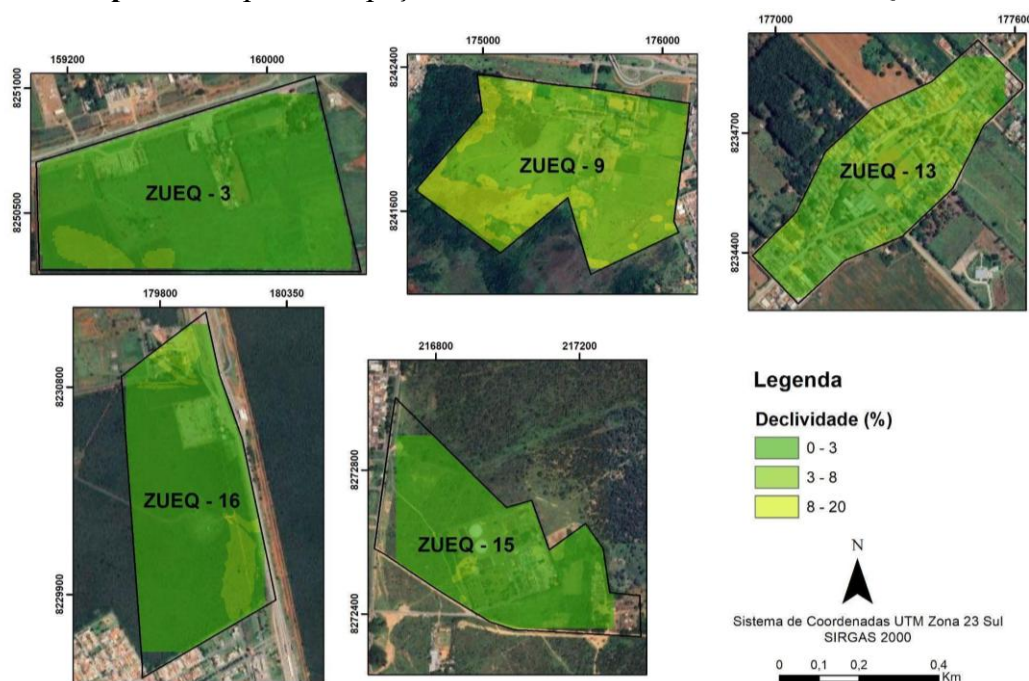 159200 160000
8251000
8250500
ZUEQ - 3
175000 176000
8242400
8241600
ZUEQ - 9
177000 177600
8234700
8234400
ZUEQ - 13
179800 180350
8230800
8229900
ZUEQ - 16
216800 217200
8272800
8272400
ZUEQ - 15
Legenda
Declividade (%)
0 - 3
3 - 8
8 - 20
N
Sistema de Coordenadas UTM Zona 23 Sul
SIRGAS 2000
0 0,1 0,2 0,4
Km